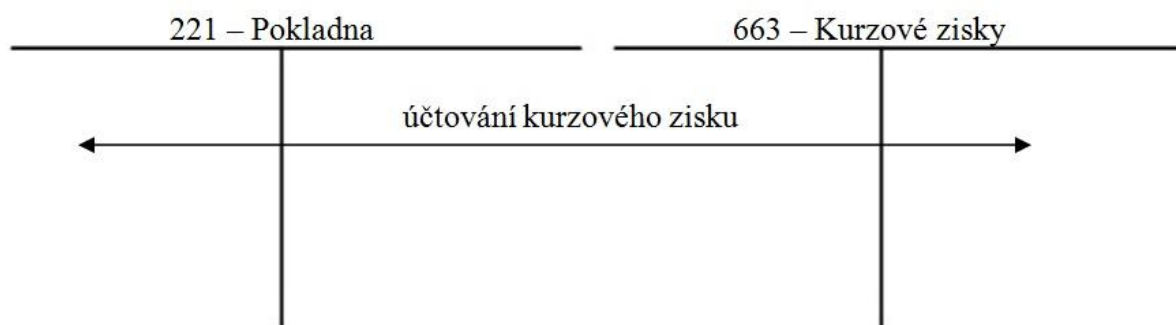 221 – Pokladna
663 – Kurzové zisky
účtování kurzového zisku